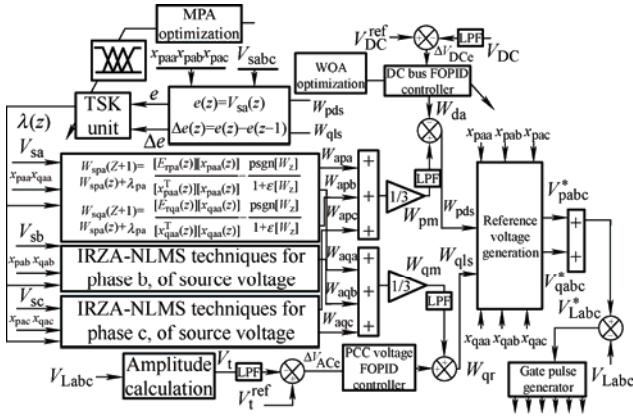 MPA
optimization
x_paa x_pab x_pac
V_sabc
V_DC^ref
LPF
ΔV_DCe
V_DC
WOA
optimization
DC bus FOPID
controller
TSK
unit
e
Δe
e(z)=V_sa(z)
Δe(z)=e(z)-e(z-1)
W_pds
W_qls
λ(z)
W_da
V_sa
x_paa x_qaa
W_spa(Z+1)=
W_spa(z)+λ_pa
[E_rpa(z)][x_paa(z)]
[x_paa^T(z)][x_paa(z)]
psgn[W_z]
1+ε[W_z]
W_sqa(Z+1)=
W_spa(z)+λ_pa
[E_rqa(z)][x_qaa(z)]
[x_qaa^T(z)][x_qaa(z)]
psgn[W_z]
1+ε[W_z]
W_apa
W_apb
W_apc
1/3
LPF
W_pm
W_pds
x_paa x_pab x_pac
Reference
voltage
generation
V_pabc^*
V_qabc^*
V_Labc^*
V_sb
x_pab x_qab
IRZA-NLMS techniques for
phase b, of source voltage
V_sc
x_pac x_qac
IRZA-NLMS techniques for
phase c, of source voltage
W_aqa
W_aqb
W_aqc
1/3
W_qm
LPF
W_qls
x_qaa x_qab x_qac
V_Labc
Amplitude
calculation
V_t
LPF
V_t^ref
ΔV_ACe
PCC voltage
FOPID
controller
W_qr
Gate pulse
generator
V_Labc